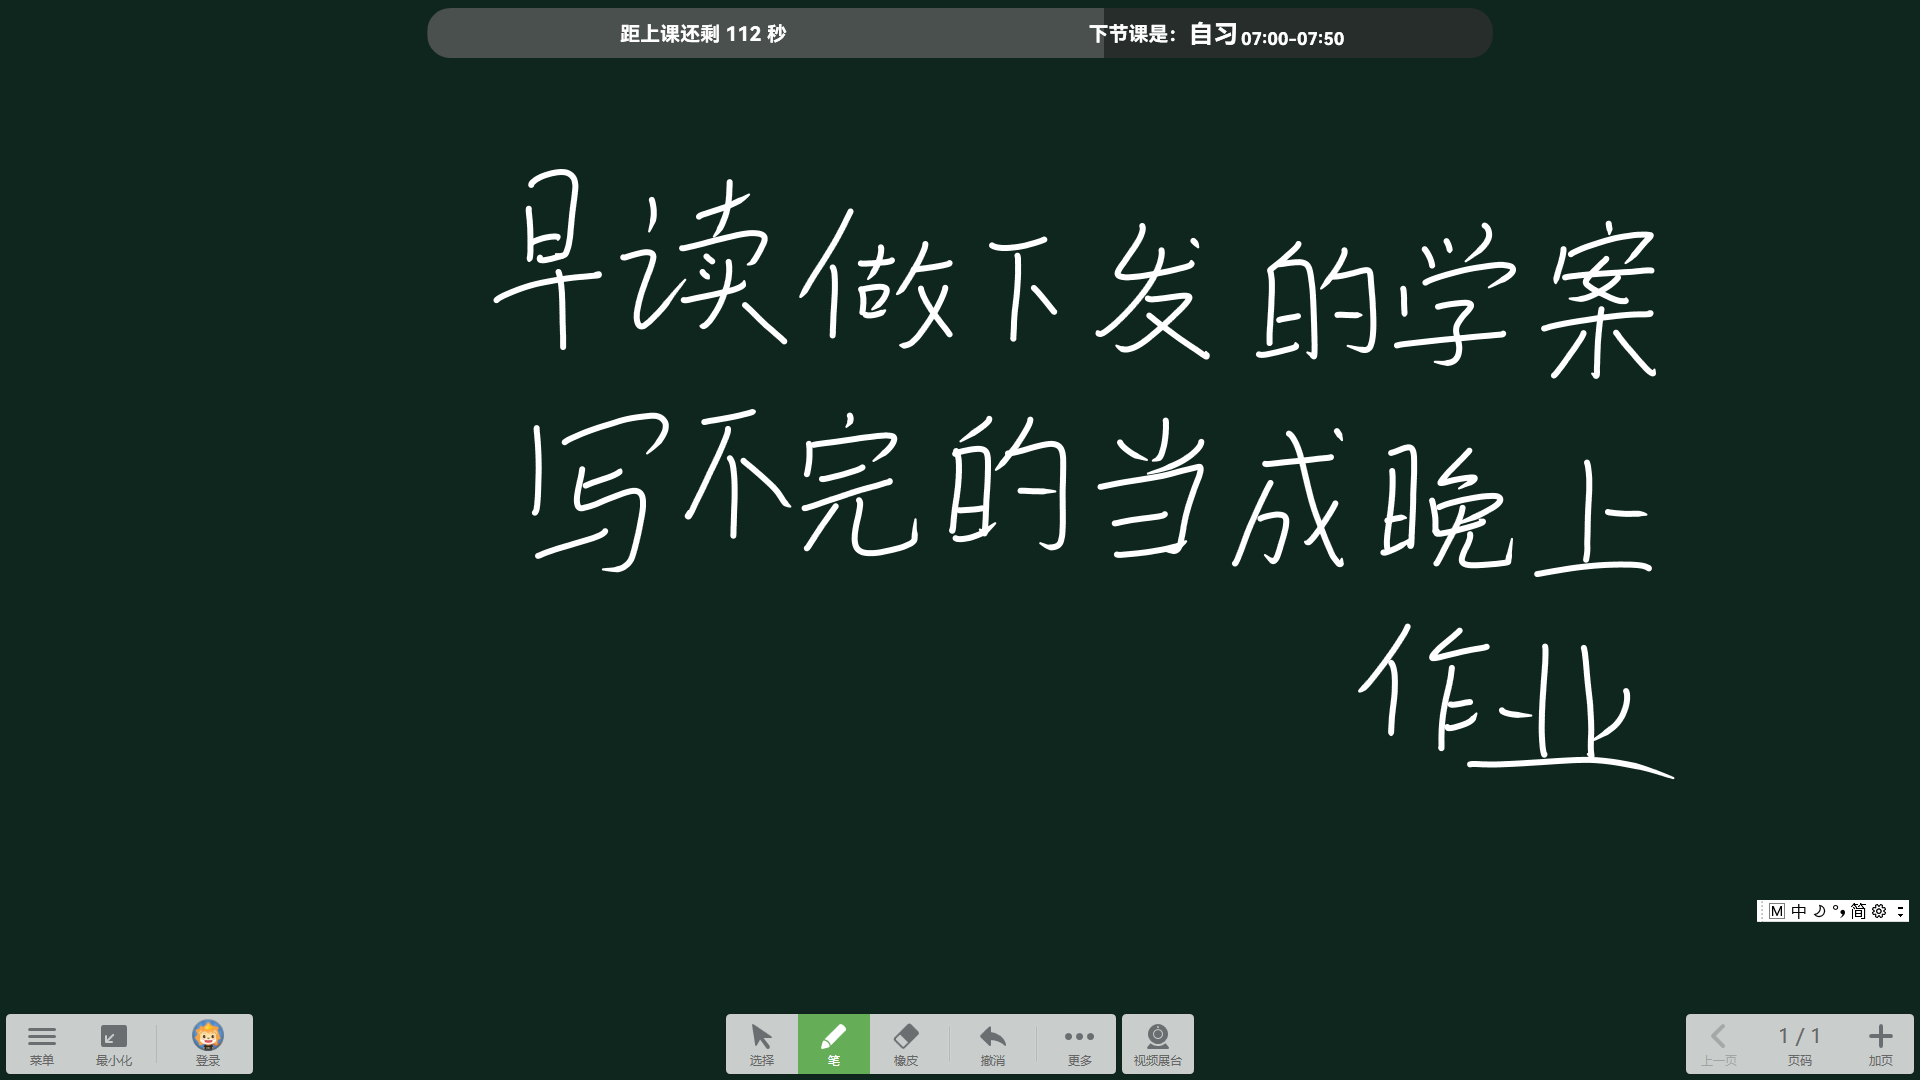 距上课还剩 112 秒 下节课是：自习 07:00-07:50
早读做下发的学案
写不完的当成晚上
作业
M 中 简
菜单 最小化 登录 选择 笔 橡皮 撤消 更多 视频展台 上一页 1 / 1 页码 加页